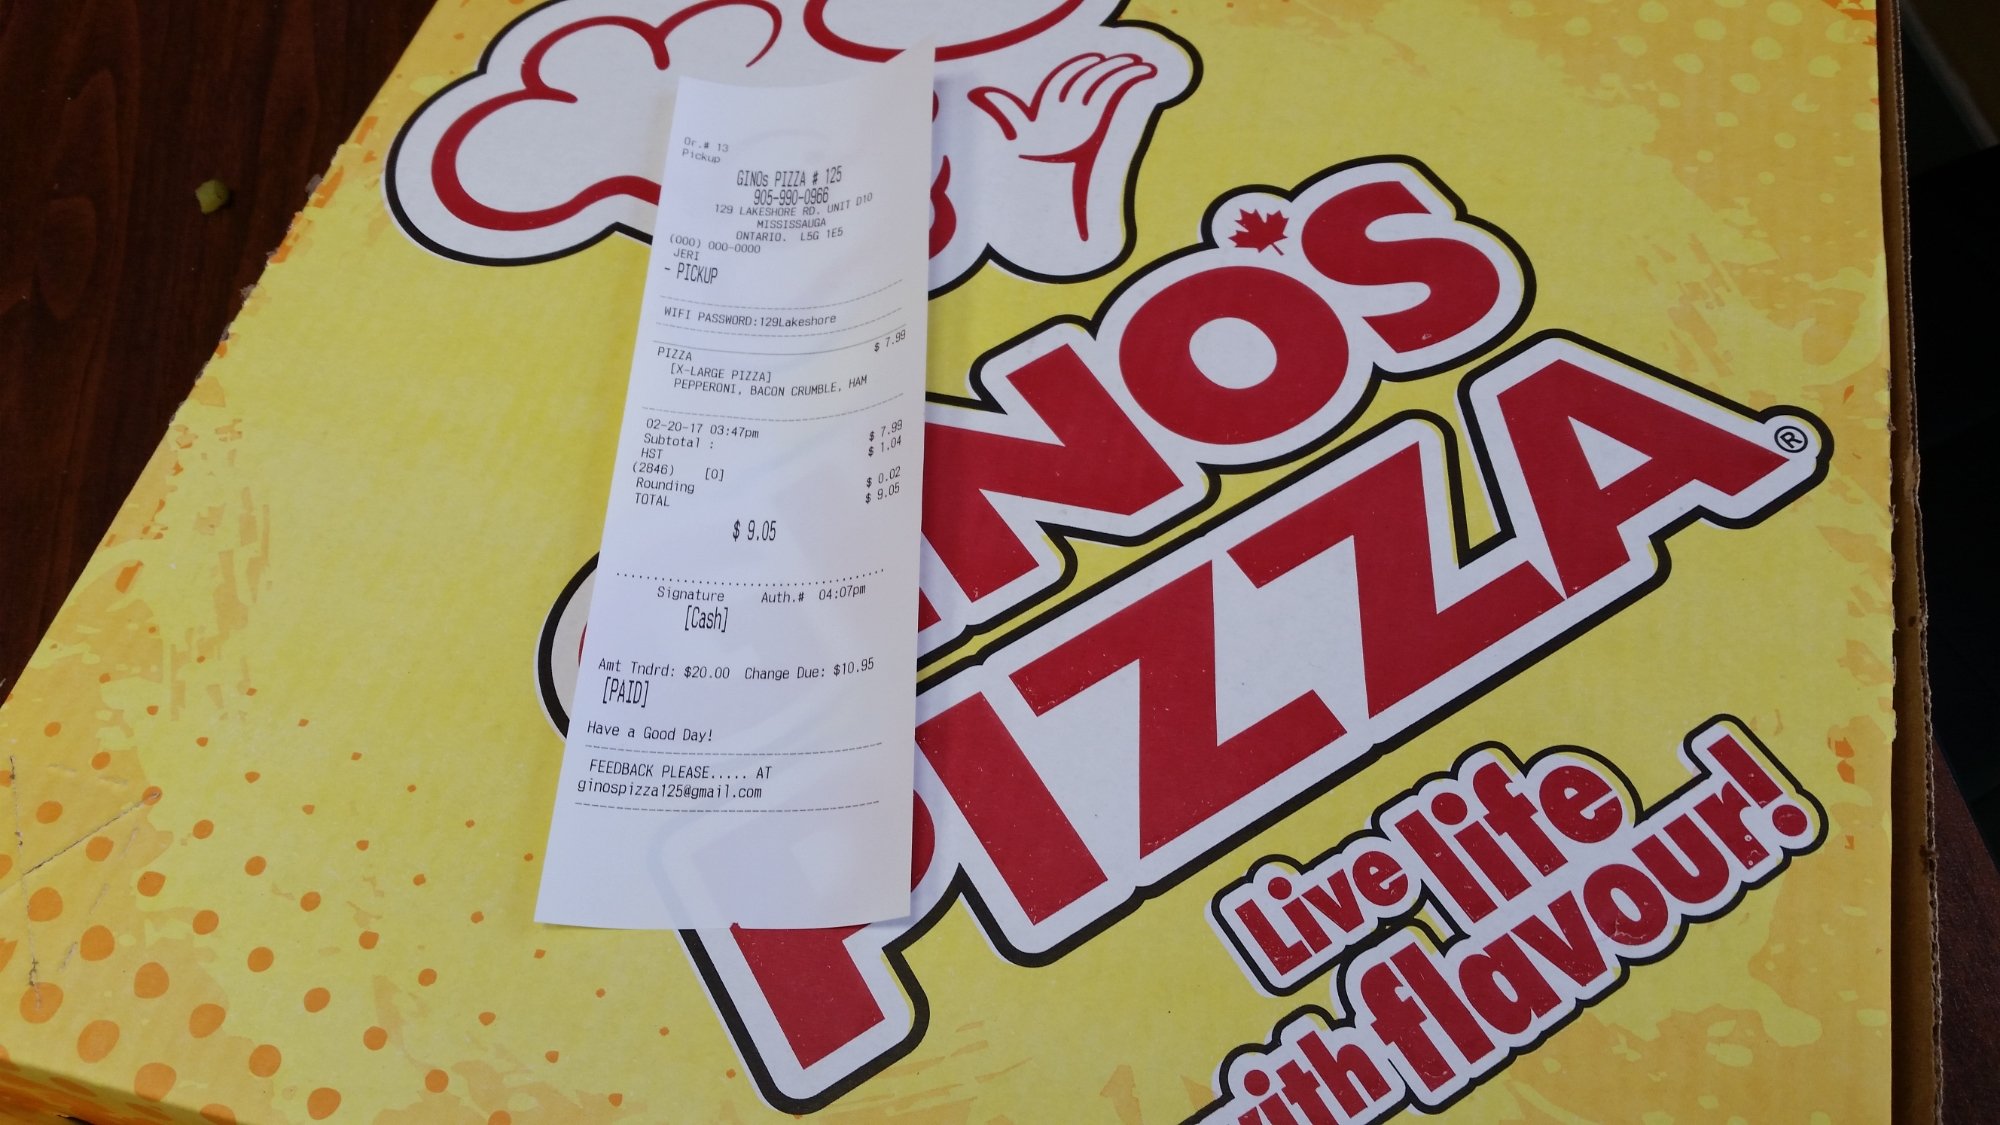 Or.# 13
Pickup
GINOs PIZZA # 125
905-990-0966
129 LAKESHORE RD. UNIT D10
MISSISSAUGA
ONTARIO. L5G 1E5
(000) 000-0000
JERI
- PICKUP
WIFI PASSWORD:129Lakeshore
PIZZA $ 7.99
[X-LARGE PIZZA]
PEPPERONI, BACON CRUMBLE, HAM
02-20-17 03:47pm
Subtotal : $ 7.99
HST $ 1.04
(2846) [0]
Rounding $ 0.02
TOTAL $ 9.05
$ 9.05
Signature Auth.# 04:07pm
[Cash]
Amt Tndrd: $20.00 Change Due: $10.95
[PAID]
Have a Good Day!
FEEDBACK PLEASE..... AT
ginospizza125@gmail.com
NO'S
PIZZA ®
Live life
with flavour!